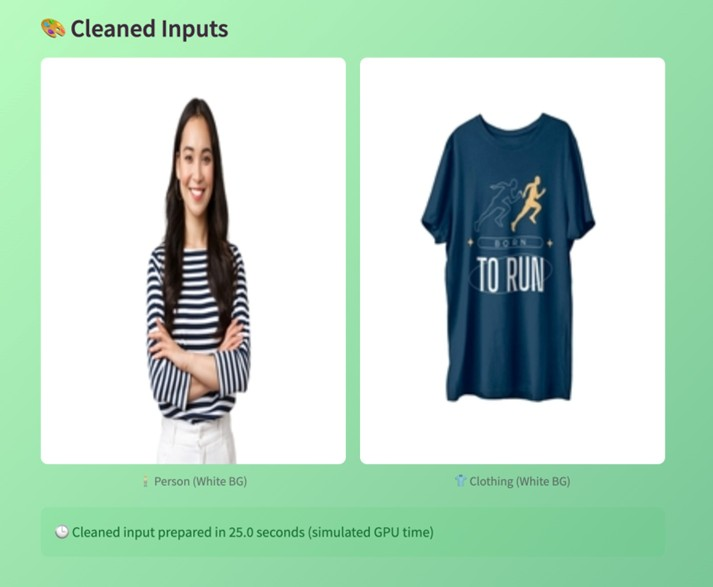 🎨 Cleaned Inputs
BORN
TO RUN
🧍 Person (White BG)
👕 Clothing (White BG)
🕒 Cleaned input prepared in 25.0 seconds (simulated GPU time)